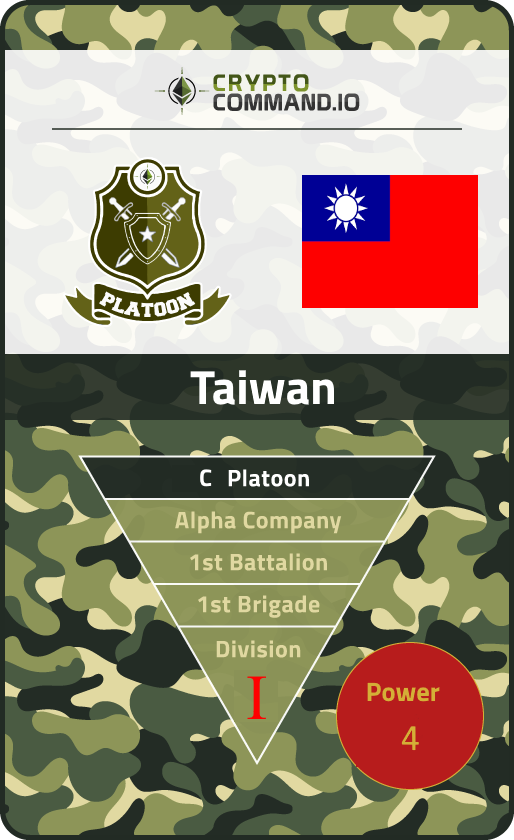 CRYPTO
COMMAND.IO
PLATOON
Taiwan
C Platoon
Alpha Company
1st Battalion
1st Brigade
Division
I
Power
4